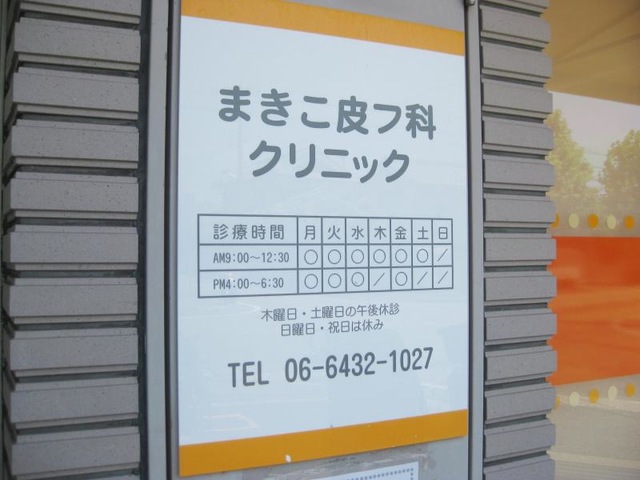 まきこ皮フ科
クリニック
診療時間 月 火 水 木 金 土 日
AM9:00〜12:30 ○ ○ ○ ○ ○ ○ ／
PM4:00〜6:30 ○ ○ ○ ／ ○ ／ ／
木曜日・土曜日の午後休診
日曜日・祝日は休み
TEL 06-6432-1027